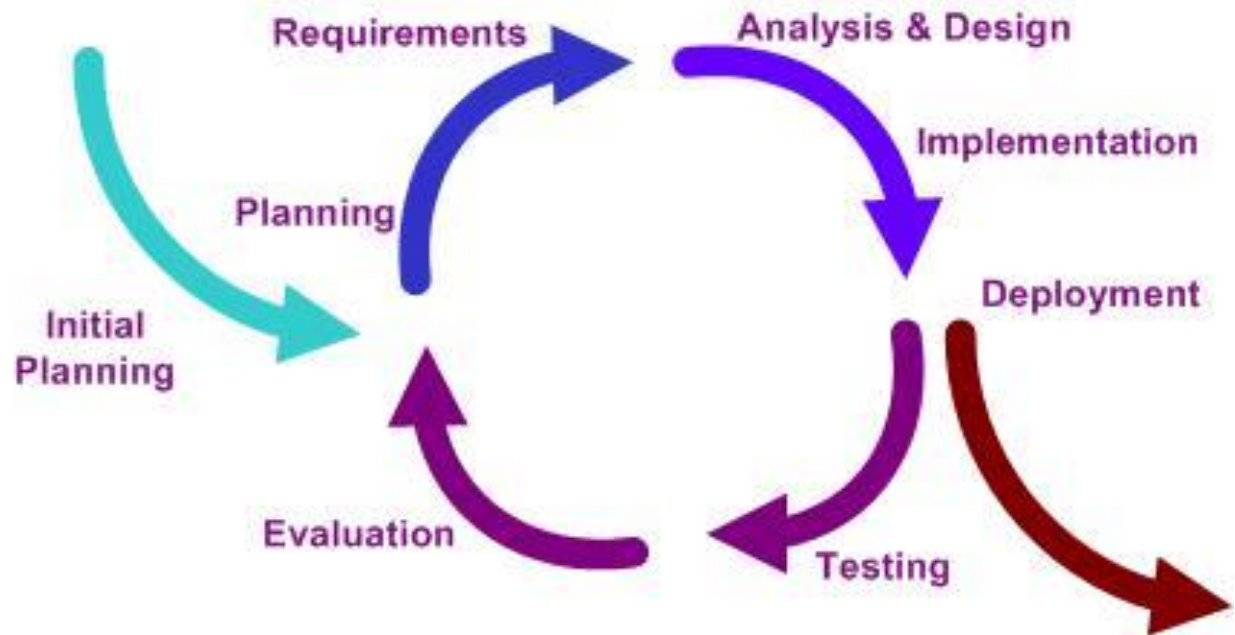 Requirements
Analysis & Design
Implementation
Planning
Deployment
Initial
Planning
Evaluation
Testing